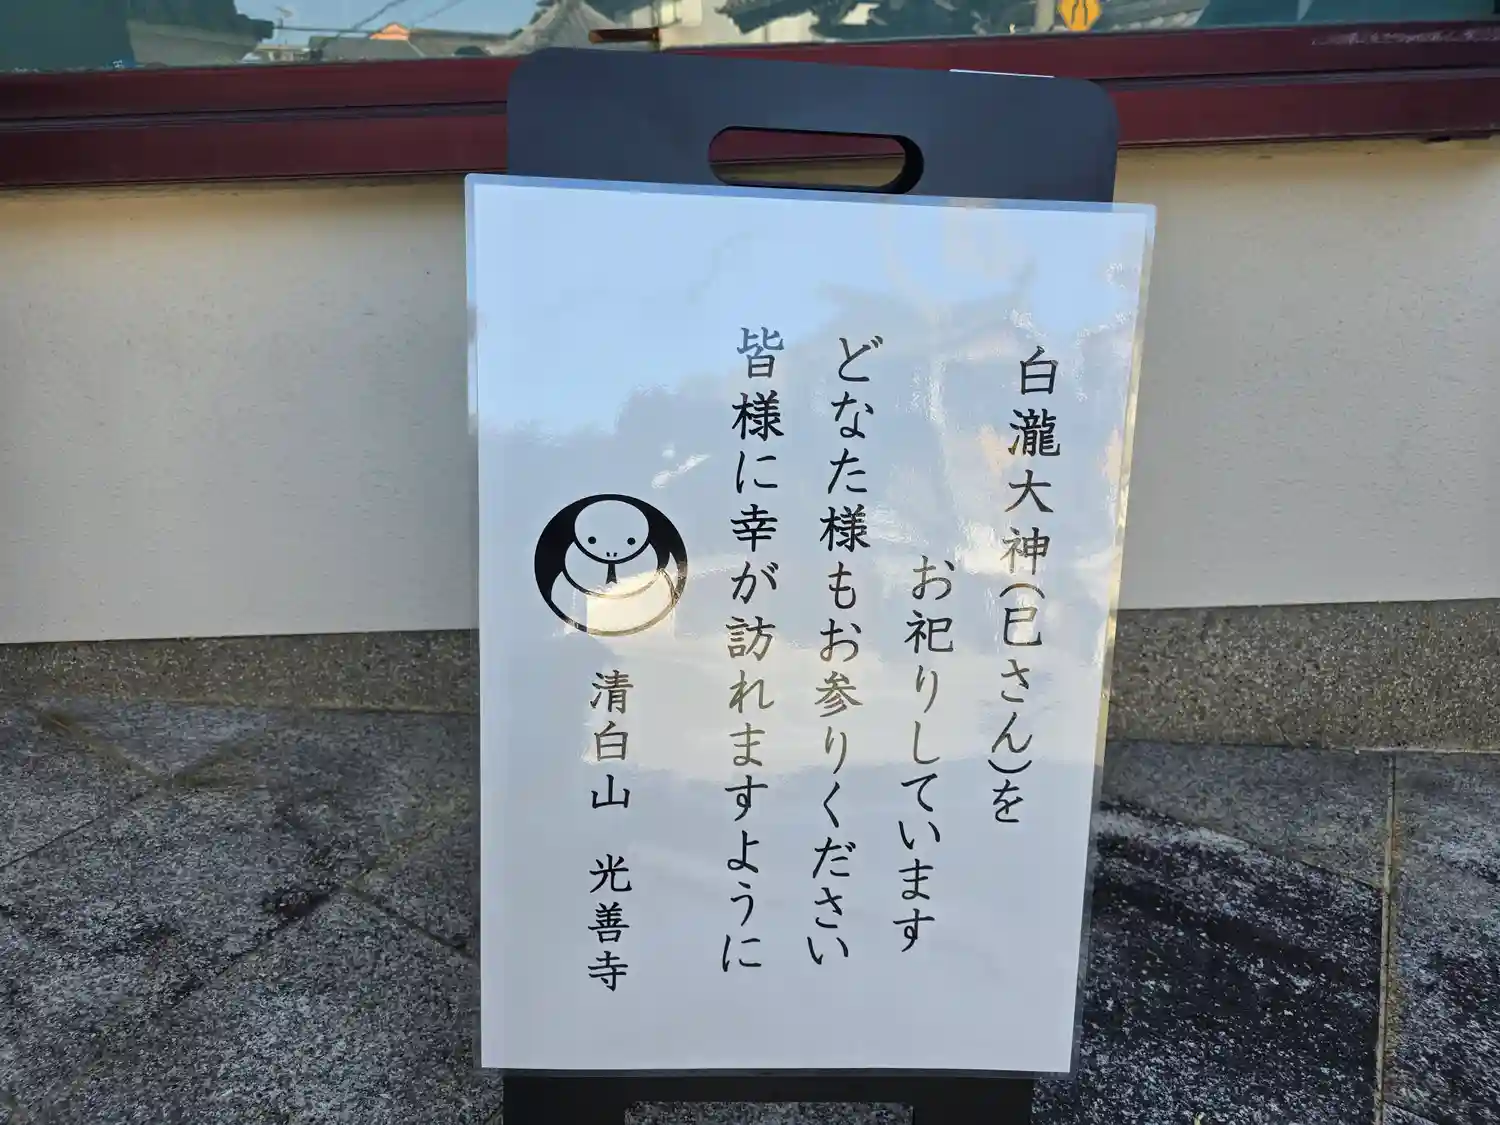 白瀧大神(巳さん)を
お祀りしています
どなた様もお参りください
皆様に幸が訪れますように
清白山 光善寺